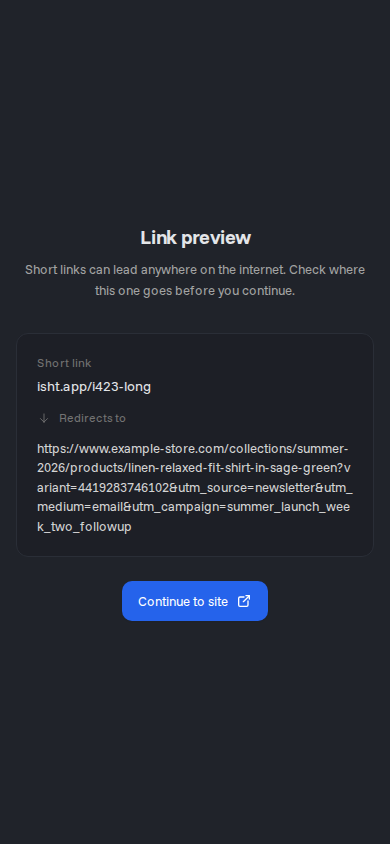 Link preview
Short links can lead anywhere on the internet. Check where
this one goes before you continue.
Short link
isht.app/i423-long
Redirects to
https://www.example-store.com/collections/summer-
2026/products/linen-relaxed-fit-shirt-in-sage-green?v
ariant=4419283746102&utm_source=newsletter&utm_
medium=email&utm_campaign=summer_launch_wee
k_two_followup
Continue to site